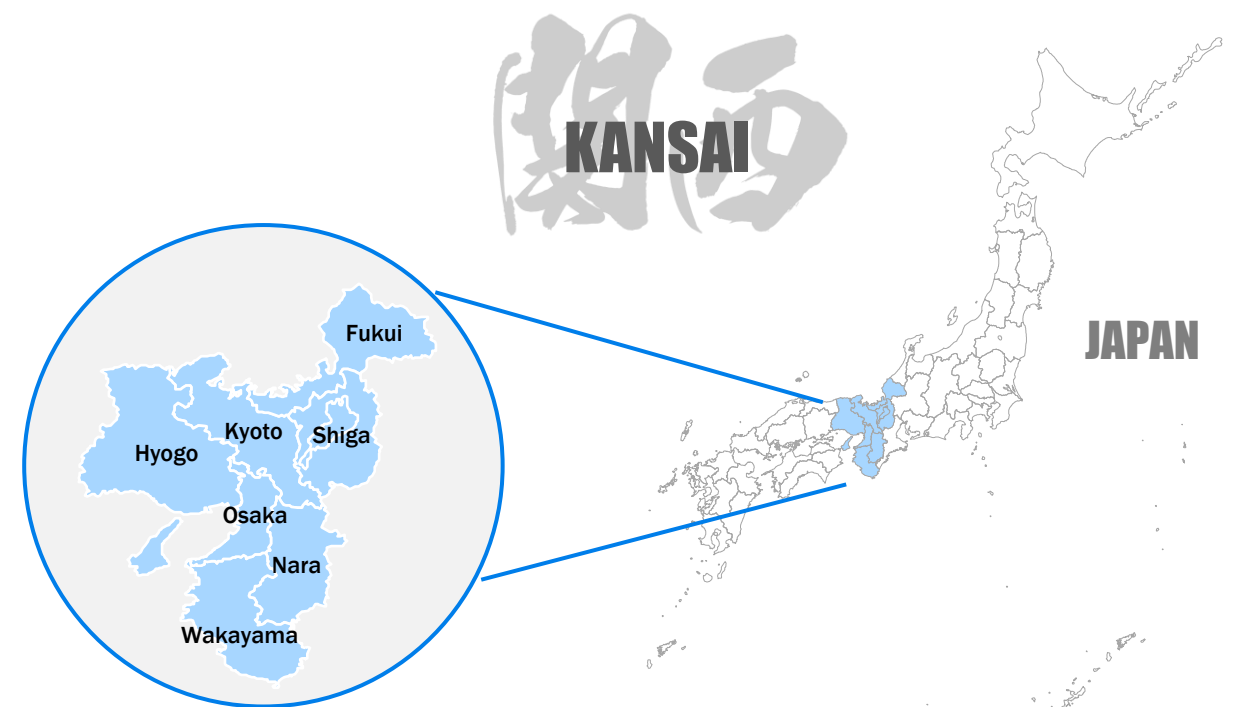 関西
KANSAI
JAPAN
Fukui
Kyoto
Shiga
Hyogo
Osaka
Nara
Wakayama